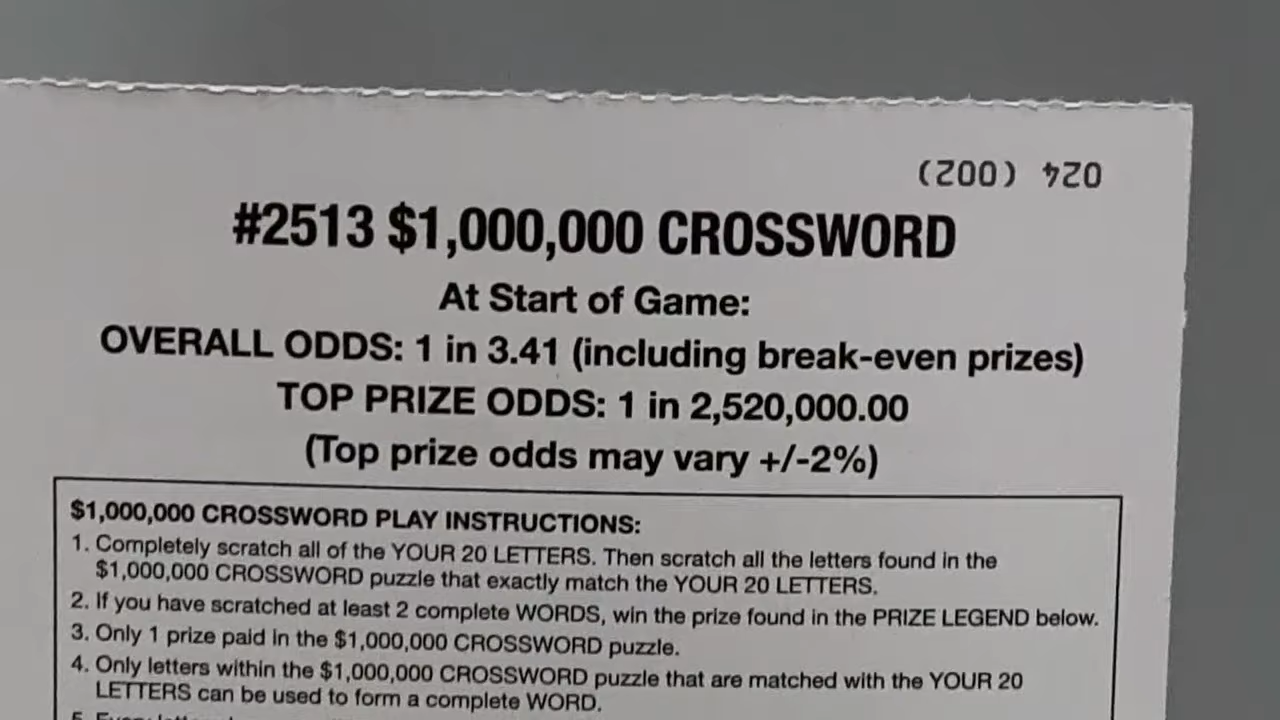 (200) 024
#2513 $1,000,000 CROSSWORD
At Start of Game:
OVERALL ODDS: 1 in 3.41 (including break-even prizes)
TOP PRIZE ODDS: 1 in 2,520,000.00
(Top prize odds may vary +/-2%)
$1,000,000 CROSSWORD PLAY INSTRUCTIONS:
1. Completely scratch all of the YOUR 20 LETTERS. Then scratch all the letters found in the
$1,000,000 CROSSWORD puzzle that exactly match the YOUR 20 LETTERS.
2. If you have scratched at least 2 complete WORDS, win the prize found in the PRIZE LEGEND below.
3. Only 1 prize paid in the $1,000,000 CROSSWORD puzzle.
4. Only letters within the $1,000,000 CROSSWORD puzzle that are matched with the YOUR 20
LETTERS can be used to form a complete WORD.